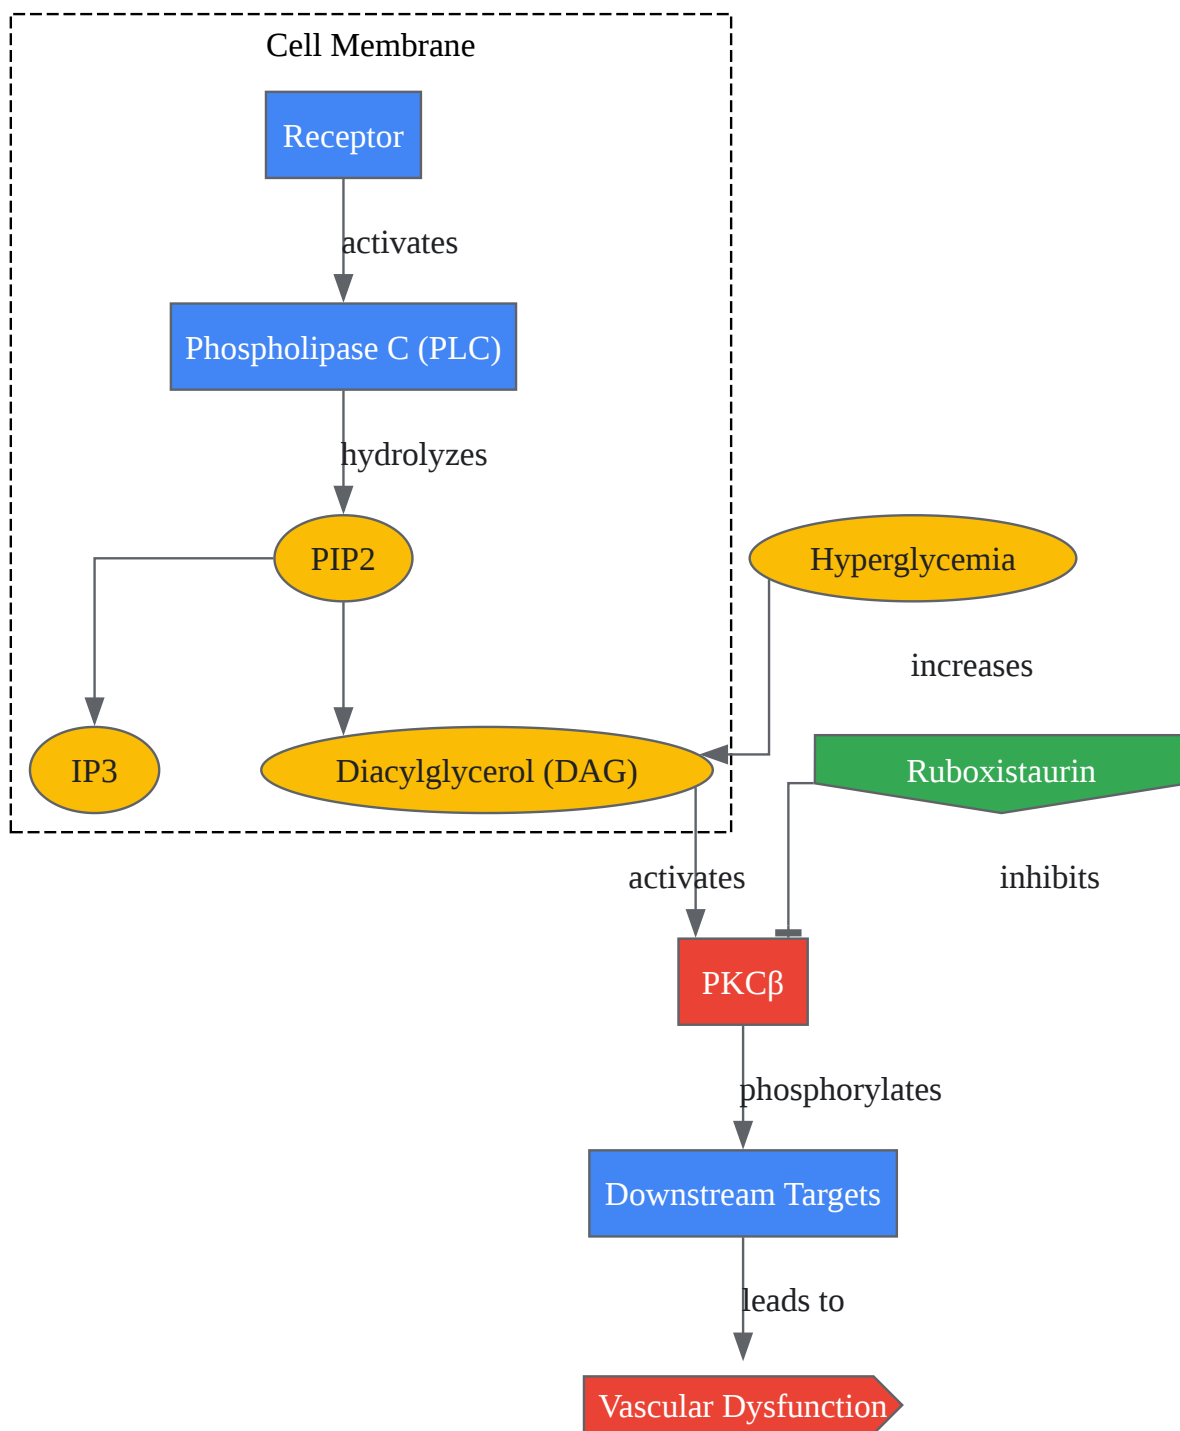 Cell Membrane
Receptor
activates
Phospholipase C (PLC)
hydrolyzes
PIP2
Hyperglycemia
increases
IP3
Diacylglycerol (DAG)
Ruboxistaurin
activates
inhibits
PKCβ
phosphorylates
Downstream Targets
leads to
Vascular Dysfunction